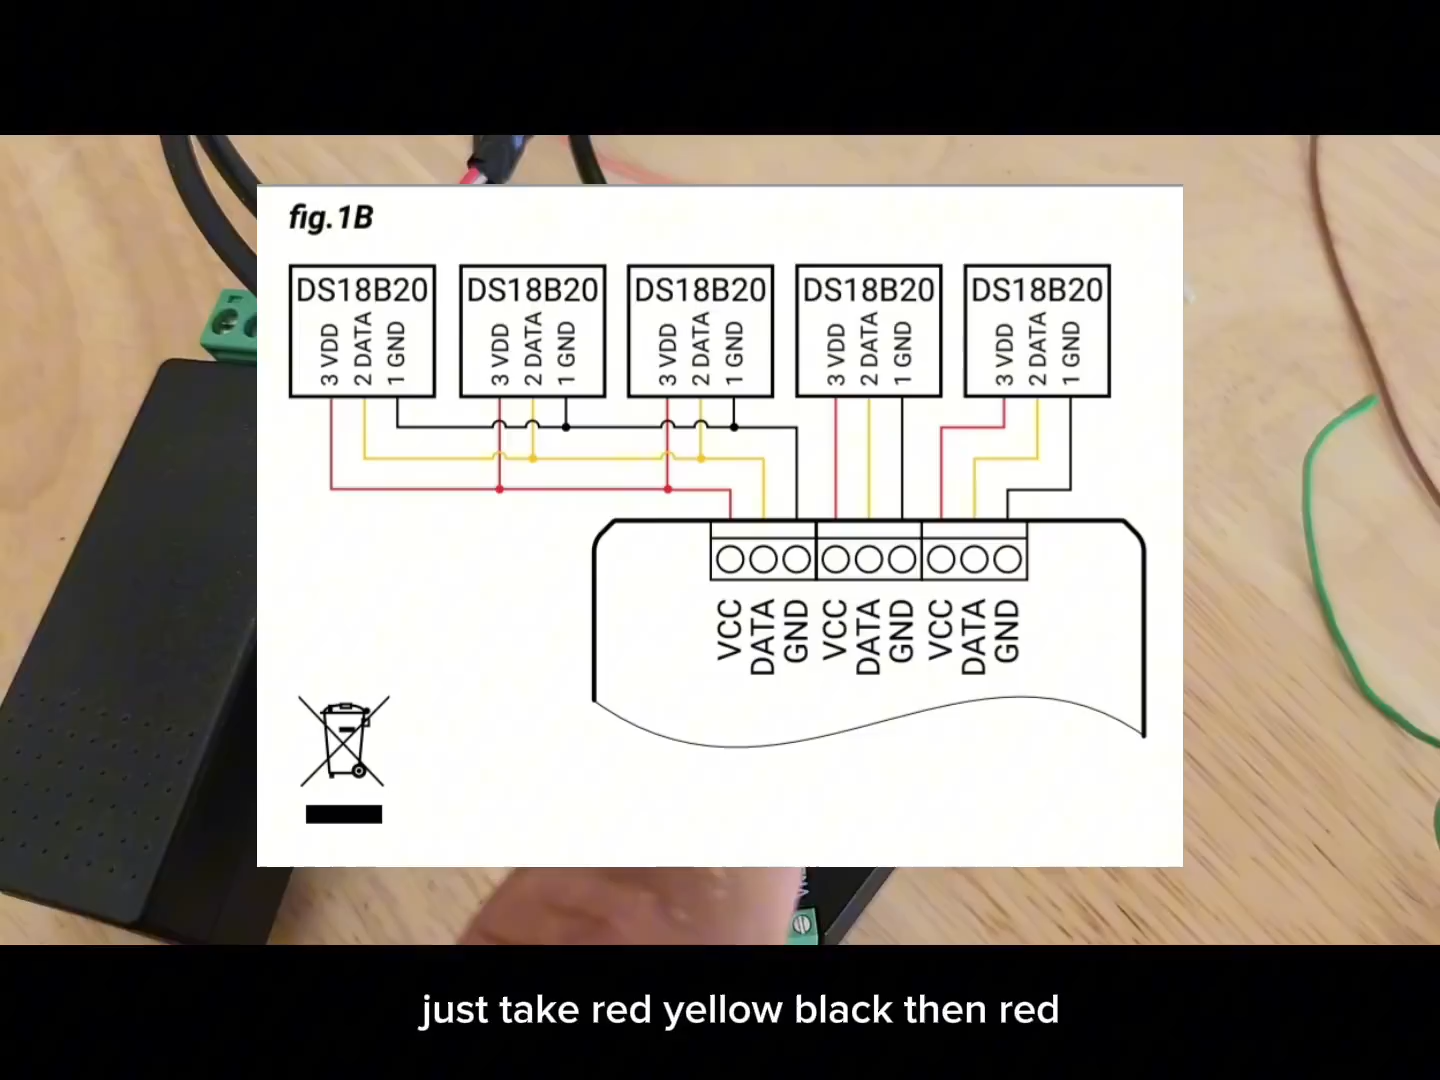 fig.1B
DS18B20 DS18B20 DS18B20 DS18B20 DS18B20
3 VDD 2 DATA 1 GND 3 VDD 2 DATA 1 GND 3 VDD 2 DATA 1 GND 3 VDD 2 DATA 1 GND 3 VDD 2 DATA 1 GND
VCC DATA GND VCC DATA GND VCC DATA GND
just take red yellow black then red